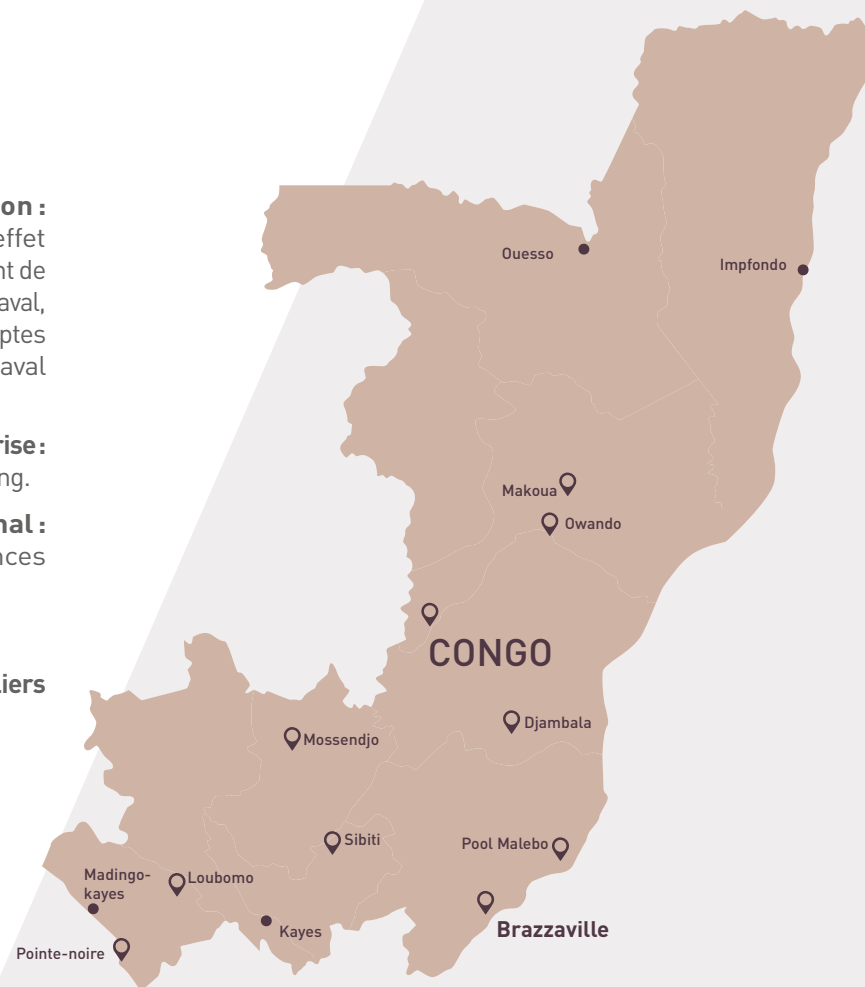 on :
effet
nt de
aval,
ptes
aval
rise :
ng.
nal :
nces
liers
Ouesso
Impfondo
Makoua
Owando
CONGO
Djambala
Mossendjo
Sibiti
Pool Malebo
Madingo-
kayes
Loubomo
Kayes
Brazzaville
Pointe-noire